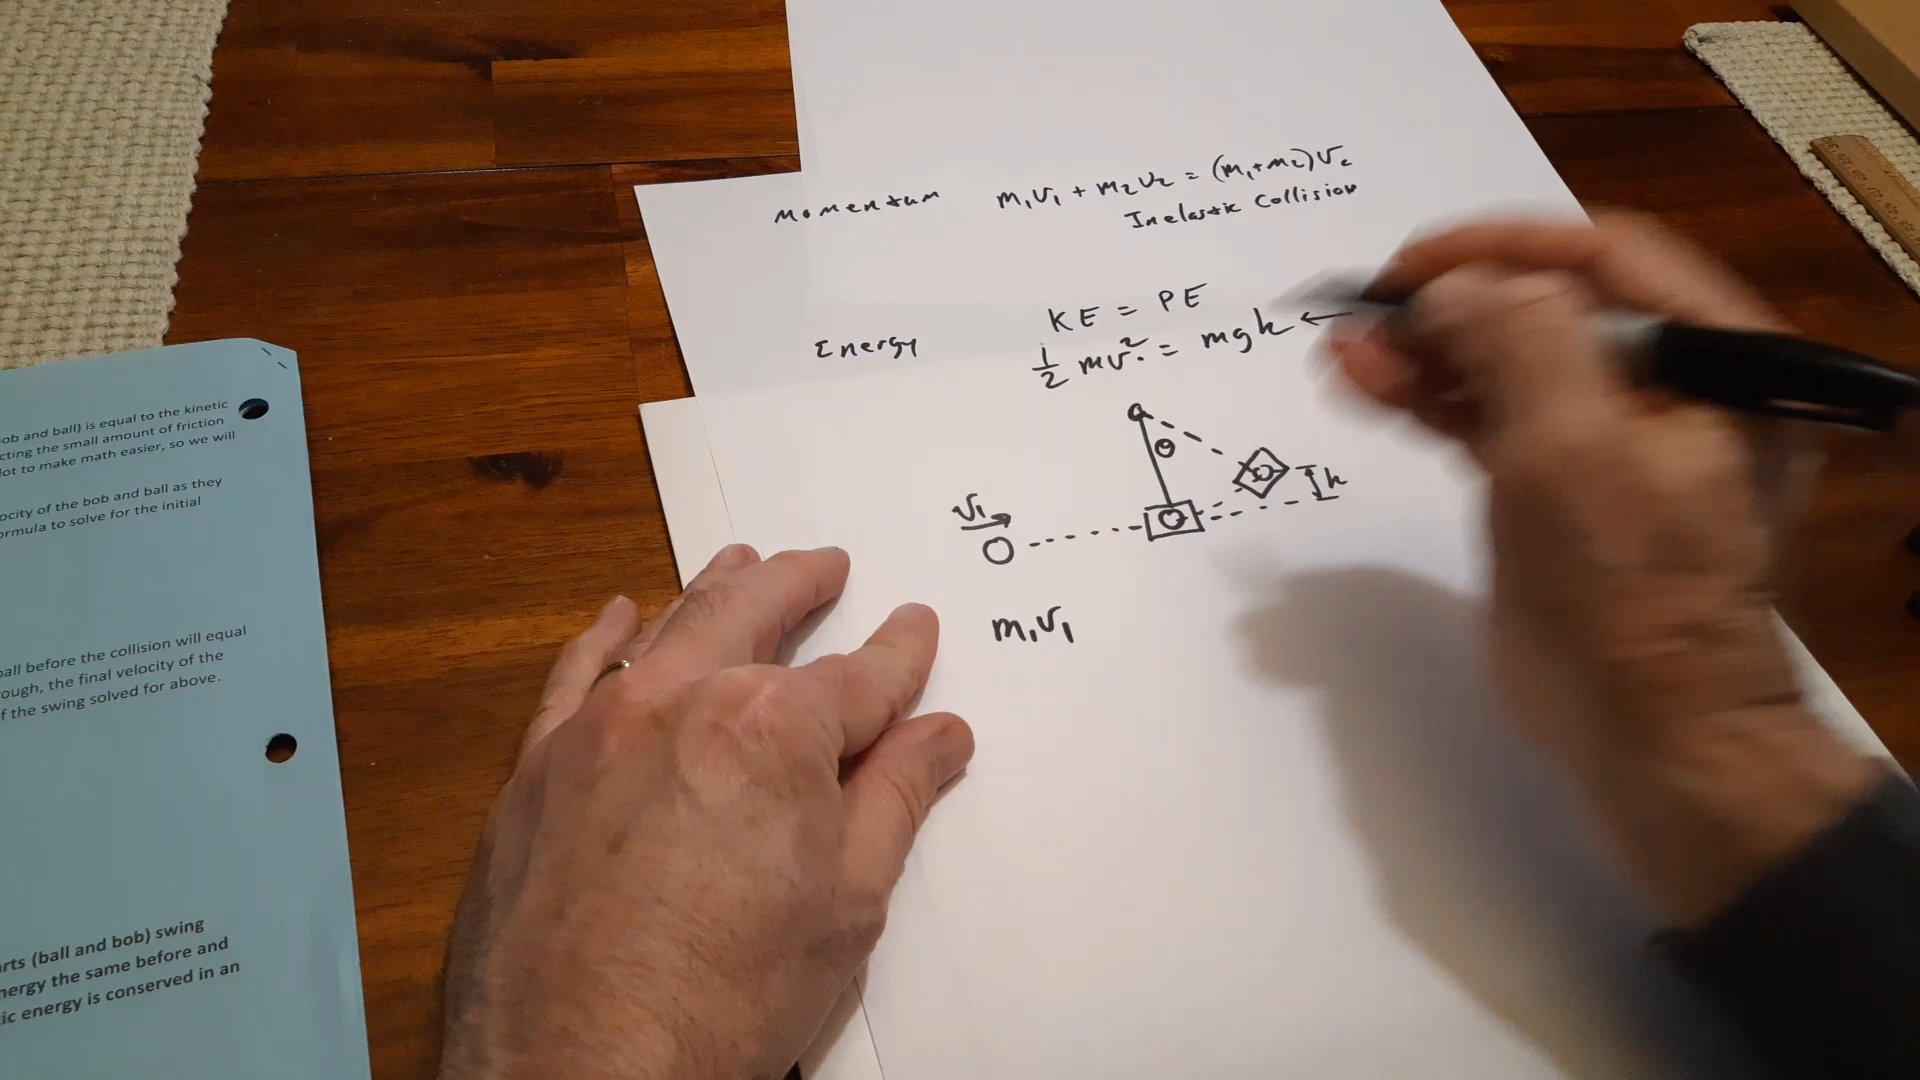 ob and ball) is equal to the kinetic
cting the small amount of friction
lot to make math easier, so we will
ocity of the bob and ball as they
ormula to solve for the initial
ball before the collision will equal
ough, the final velocity of the
f the swing solved for above.
rts (ball and bob) swing
nergy the same before and
ic energy is conserved in an
Momentum m₁v₁ + m₂v₂ = (m₁+m₂)v₂
Inelastic Collision
Energy KE = PE
1/2 mv² = mgh ←
θ
h
v₁
m₁v₁